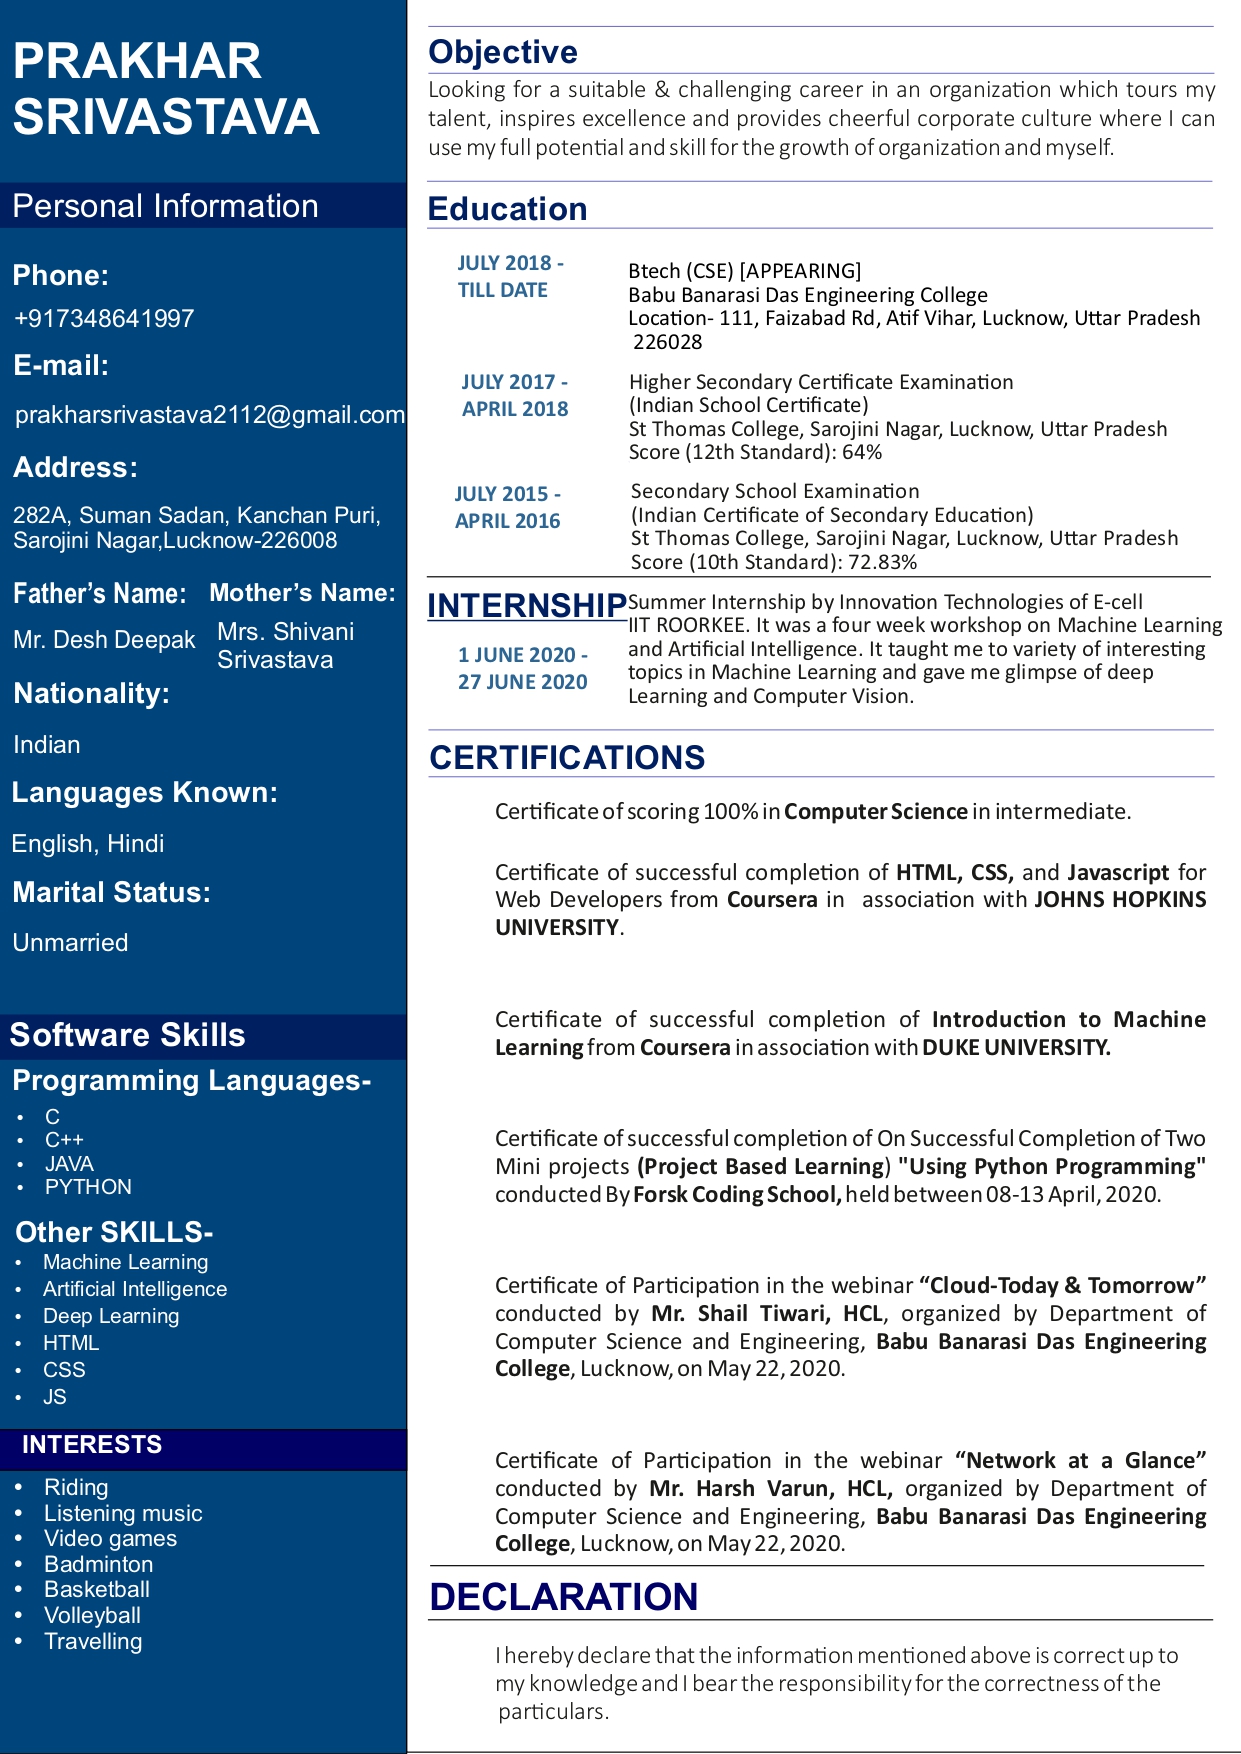 PRAKHAR
SRIVASTAVA
Personal Information
Phone:
+917348641997
E-mail:
prakharsrivastava2112@gmail.com
Address:
282A, Suman Sadan, Kanchan Puri,
Sarojini Nagar,Lucknow-226008
Father’s Name: Mother’s Name:
Mr. Desh Deepak Mrs. Shivani
Srivastava
Nationality:
Indian
Languages Known:
English, Hindi
Marital Status:
Unmarried
Software Skills
Programming Languages-
• C
• C++
• JAVA
• PYTHON
Other SKILLS-
• Machine Learning
• Artificial Intelligence
• Deep Learning
• HTML
• CSS
• JS
INTERESTS
• Riding
• Listening music
• Video games
• Badminton
• Basketball
• Volleyball
• Travelling
Objective
Looking for a suitable & challenging career in an organization which tours my
talent, inspires excellence and provides cheerful corporate culture where I can
use my full potential and skill for the growth of organization and myself.
Education
JULY 2018 -
TILL DATE
Btech (CSE) [APPEARING]
Babu Banarasi Das Engineering College
Location- 111, Faizabad Rd, Atif Vihar, Lucknow, Uttar Pradesh
226028
JULY 2017 -
APRIL 2018
Higher Secondary Certificate Examination
(Indian School Certificate)
St Thomas College, Sarojini Nagar, Lucknow, Uttar Pradesh
Score (12th Standard): 64%
JULY 2015 -
APRIL 2016
Secondary School Examination
(Indian Certificate of Secondary Education)
St Thomas College, Sarojini Nagar, Lucknow, Uttar Pradesh
Score (10th Standard): 72.83%
INTERNSHIP
1 JUNE 2020 -
27 JUNE 2020
Summer Internship by Innovation Technologies of E-cell
IIT ROORKEE. It was a four week workshop on Machine Learning
and Artificial Intelligence. It taught me to variety of interesting
topics in Machine Learning and gave me glimpse of deep
Learning and Computer Vision.
CERTIFICATIONS
Certificate of scoring 100% in Computer Science in intermediate.
Certificate of successful completion of HTML, CSS, and Javascript for
Web Developers from Coursera in association with JOHNS HOPKINS
UNIVERSITY.
Certificate of successful completion of Introduction to Machine
Learning from Coursera in association with DUKE UNIVERSITY.
Certificate of successful completion of On Successful Completion of Two
Mini projects (Project Based Learning) "Using Python Programming"
conducted By Forsk Coding School, held between 08-13 April, 2020.
Certificate of Participation in the webinar “Cloud-Today & Tomorrow”
conducted by Mr. Shail Tiwari, HCL, organized by Department of
Computer Science and Engineering, Babu Banarasi Das Engineering
College, Lucknow, on May 22, 2020.
Certificate of Participation in the webinar “Network at a Glance”
conducted by Mr. Harsh Varun, HCL, organized by Department of
Computer Science and Engineering, Babu Banarasi Das Engineering
College, Lucknow, on May 22, 2020.
DECLARATION
I hereby declare that the information mentioned above is correct up to
my knowledge and I bear the responsibility for the correctness of the
particulars.